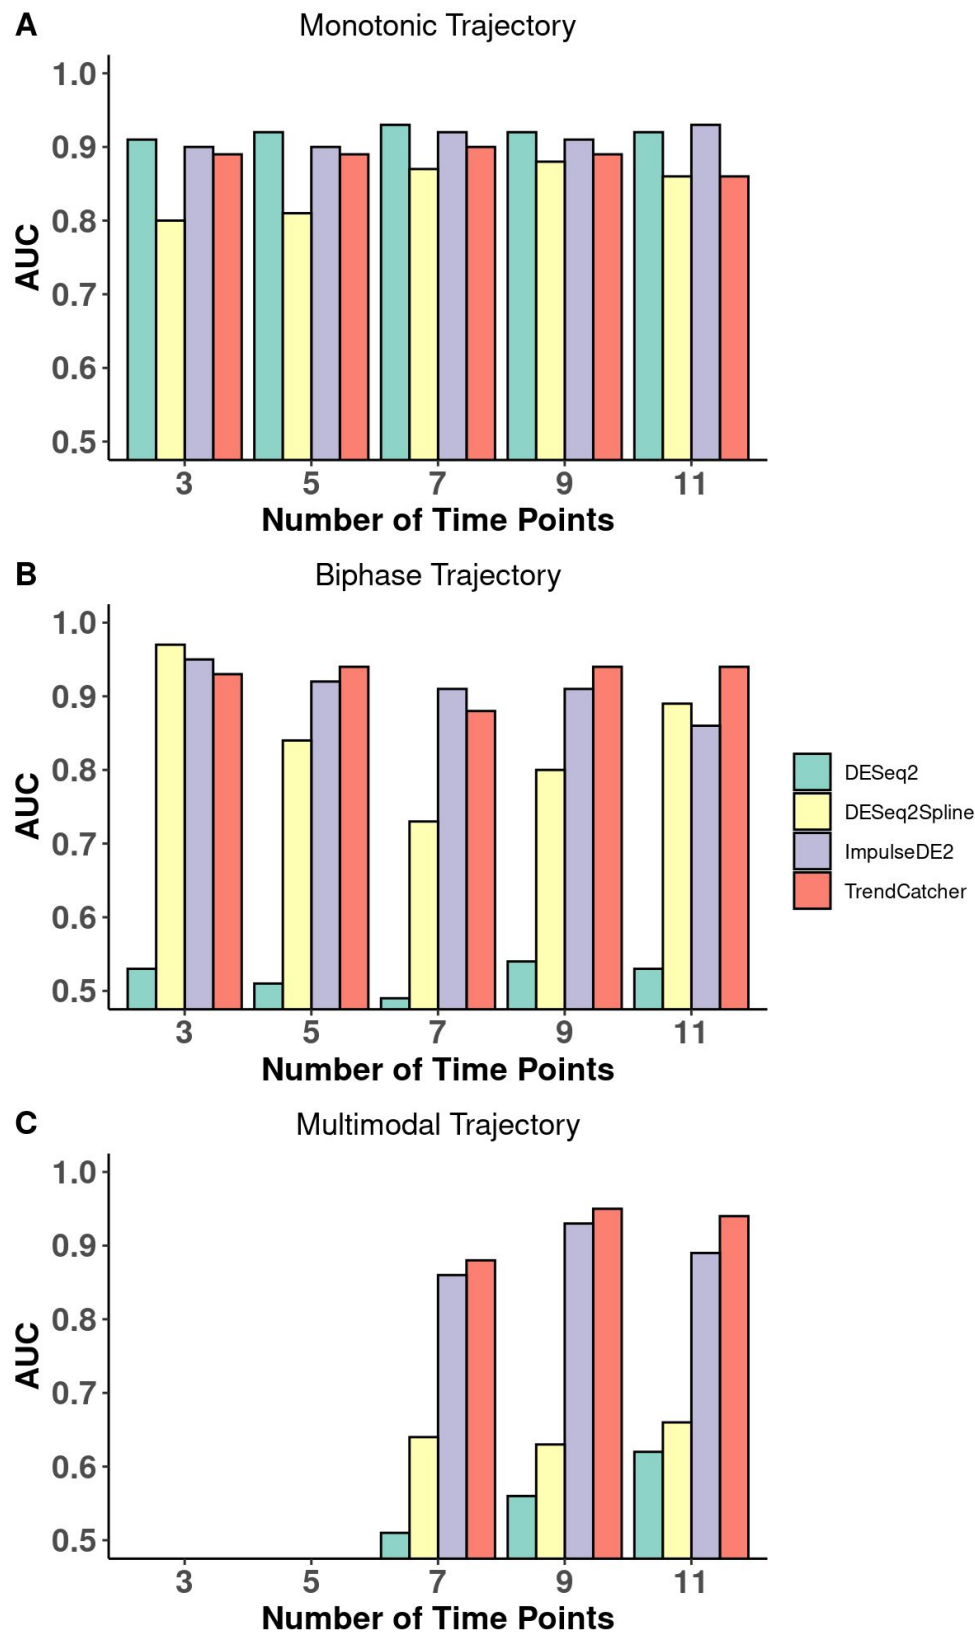 A
Monotonic Trajectory
1.0
0.9
0.8
0.7
0.6
0.5
AUC
3 5 7 9 11
Number of Time Points
B
Biphase Trajectory
1.0
0.9
0.8
0.7
0.6
0.5
AUC
3 5 7 9 11
Number of Time Points
DESeq2
DESeq2Spline
ImpulseDE2
TrendCatcher
C
Multimodal Trajectory
1.0
0.9
0.8
0.7
0.6
0.5
AUC
3 5 7 9 11
Number of Time Points